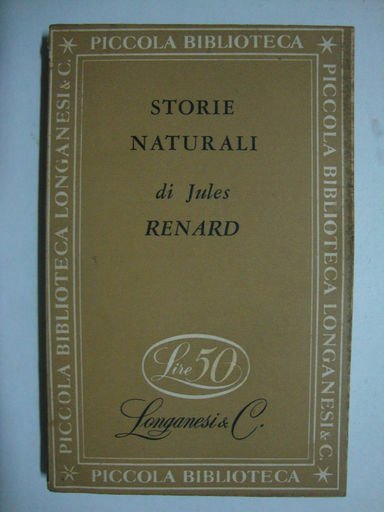 PICCOLA BIBLIOTECA
PICCOLA BIBLIOTECA LONGANESI & C.
PICCOLA BIBLIOTECA LONGANESI & C.
STORIE
NATURALI
di Jules
RENARD
Lire 50
Longanesi & C.
PICCOLA BIBLIOTECA